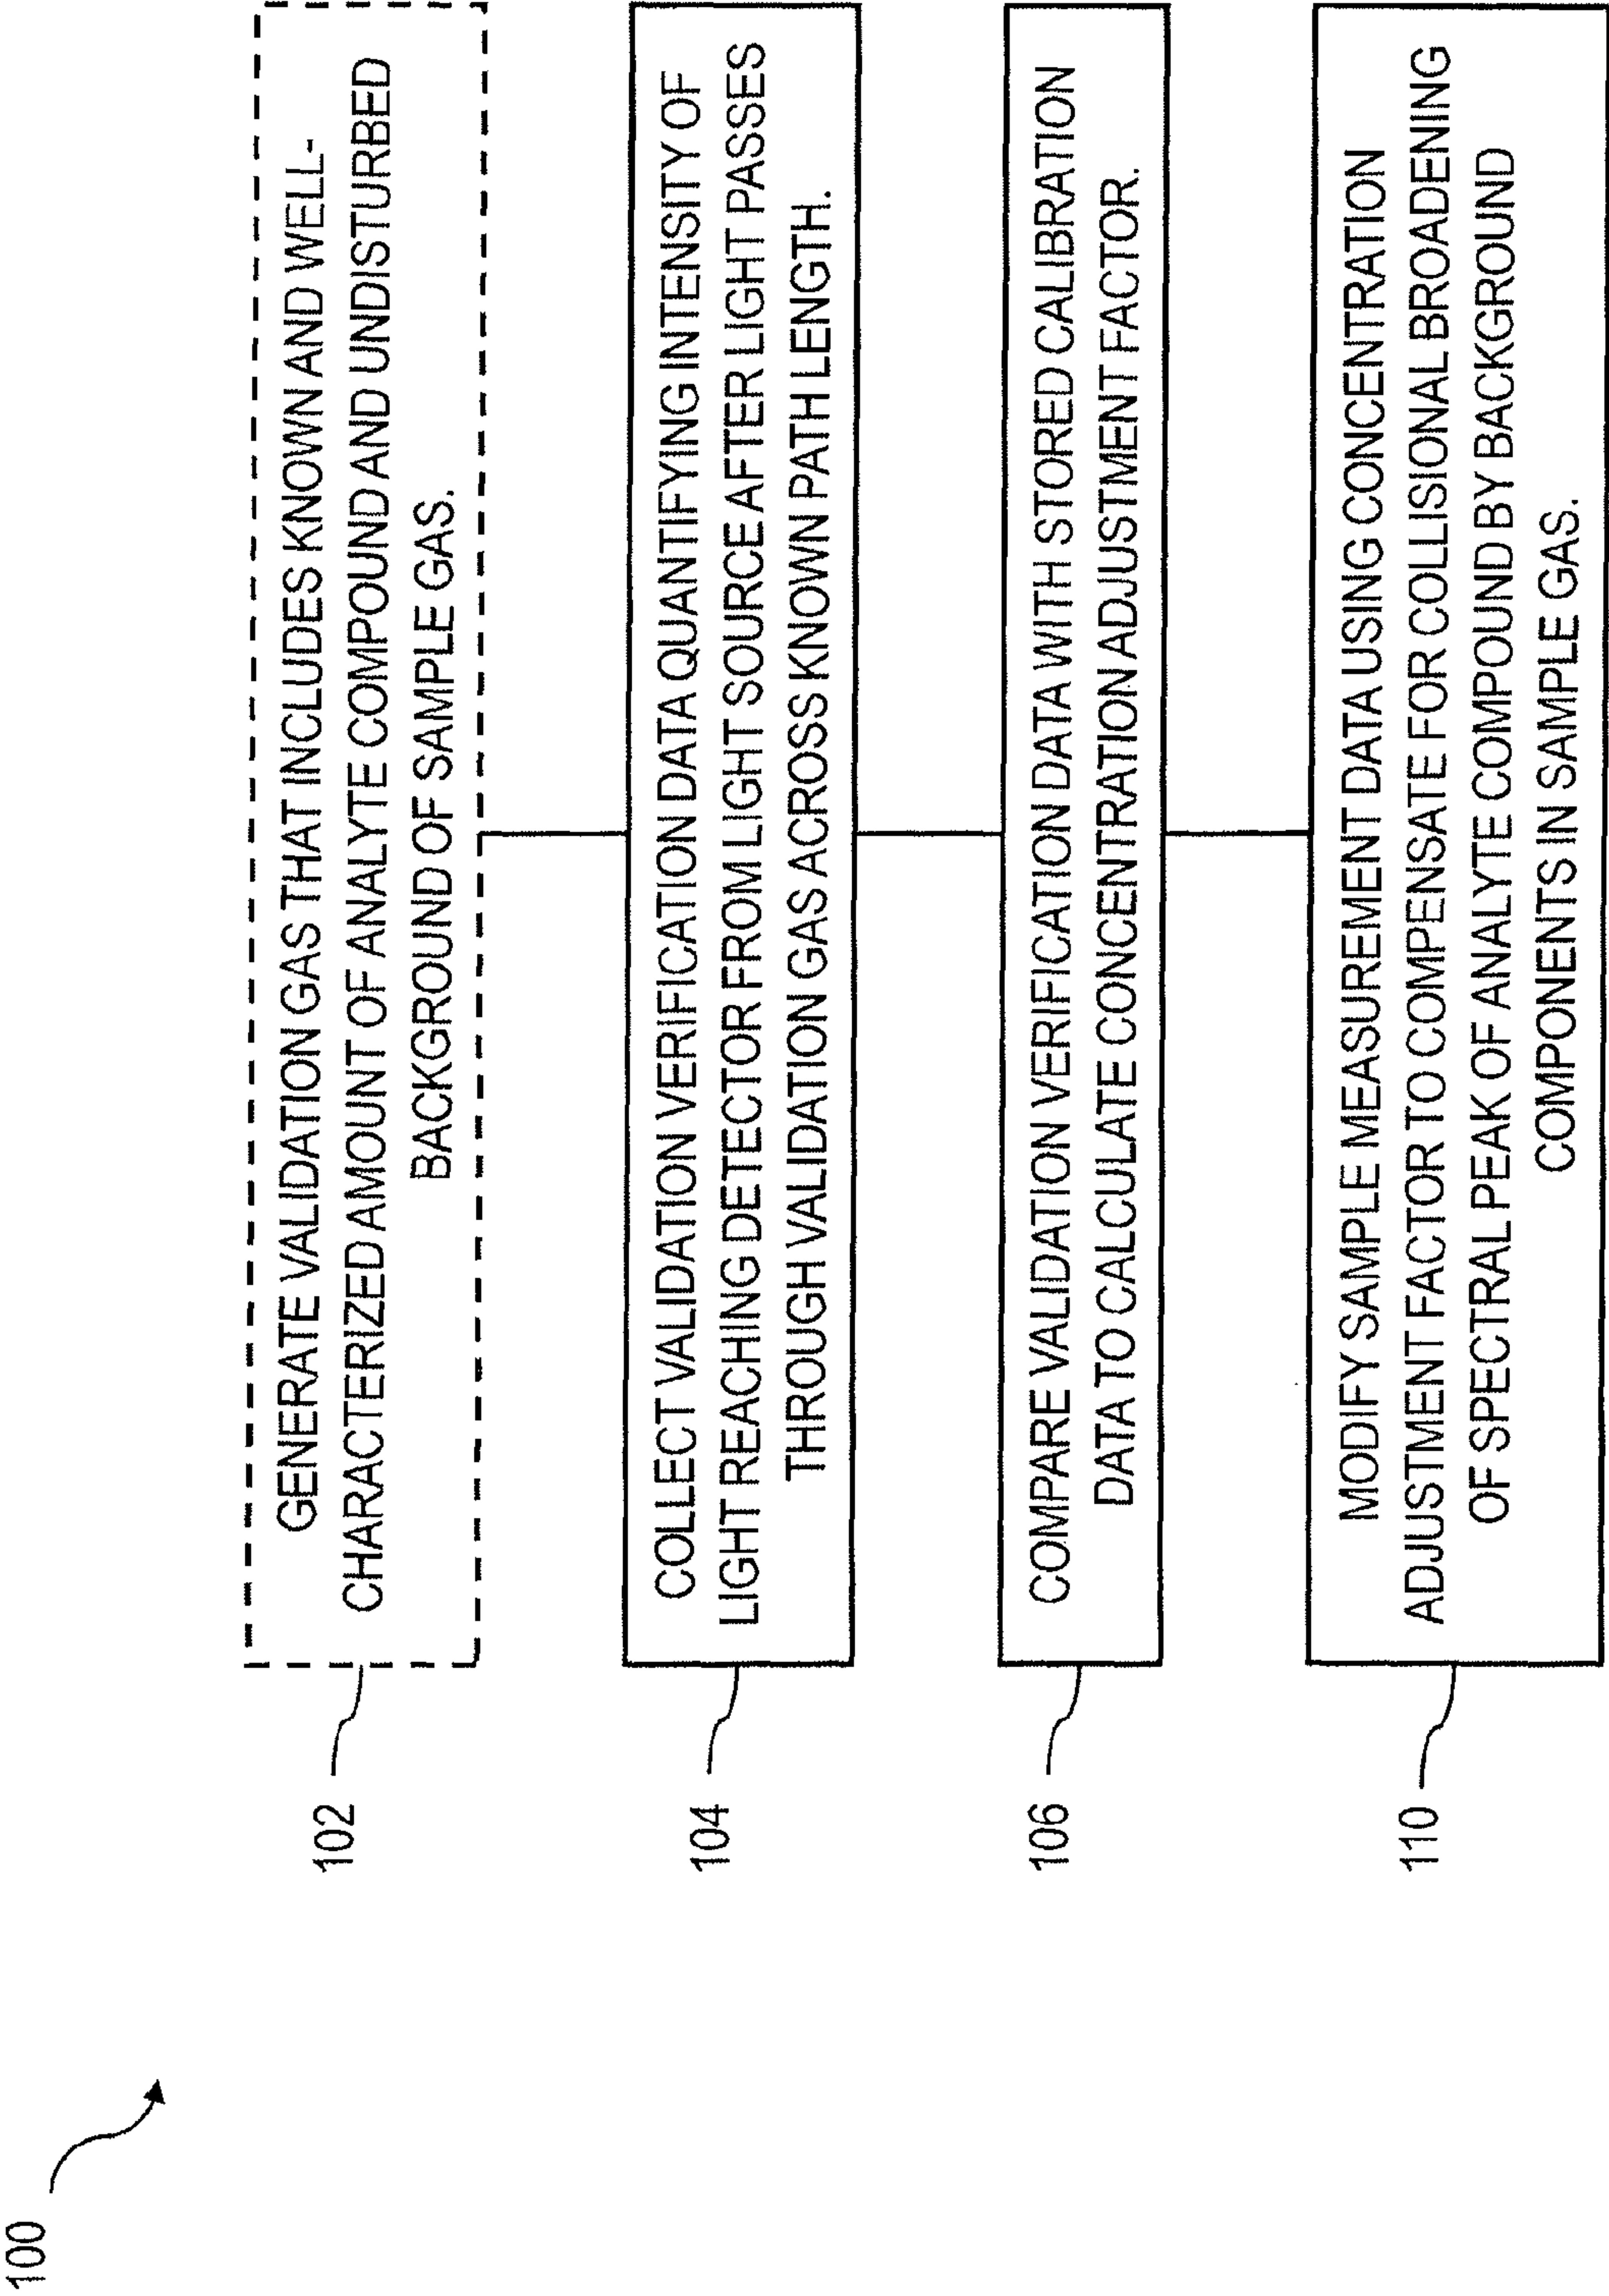 100
102
GENERATE VALIDATION GAS THAT INCLUDES KNOWN AND WELL-
CHARACTERIZED AMOUNT OF ANALYTE COMPOUND AND UNDISTURBED
BACKGROUND OF SAMPLE GAS.
104
COLLECT VALIDATION VERIFICATION DATA QUANTIFYING INTENSITY OF
LIGHT REACHING DETECTOR FROM LIGHT SOURCE AFTER LIGHT PASSES
THROUGH VALIDATION GAS ACROSS KNOWN PATH LENGTH.
106
COMPARE VALIDATION VERIFICATION DATA WITH STORED CALIBRATION
DATA TO CALCULATE CONCENTRATION ADJUSTMENT FACTOR.
110
MODIFY SAMPLE MEASUREMENT DATA USING CONCENTRATION
ADJUSTMENT FACTOR TO COMPENSATE FOR COLLISIONAL BROADENING
OF SPECTRAL PEAK OF ANALYTE COMPOUND BY BACKGROUND
COMPONENTS IN SAMPLE GAS.